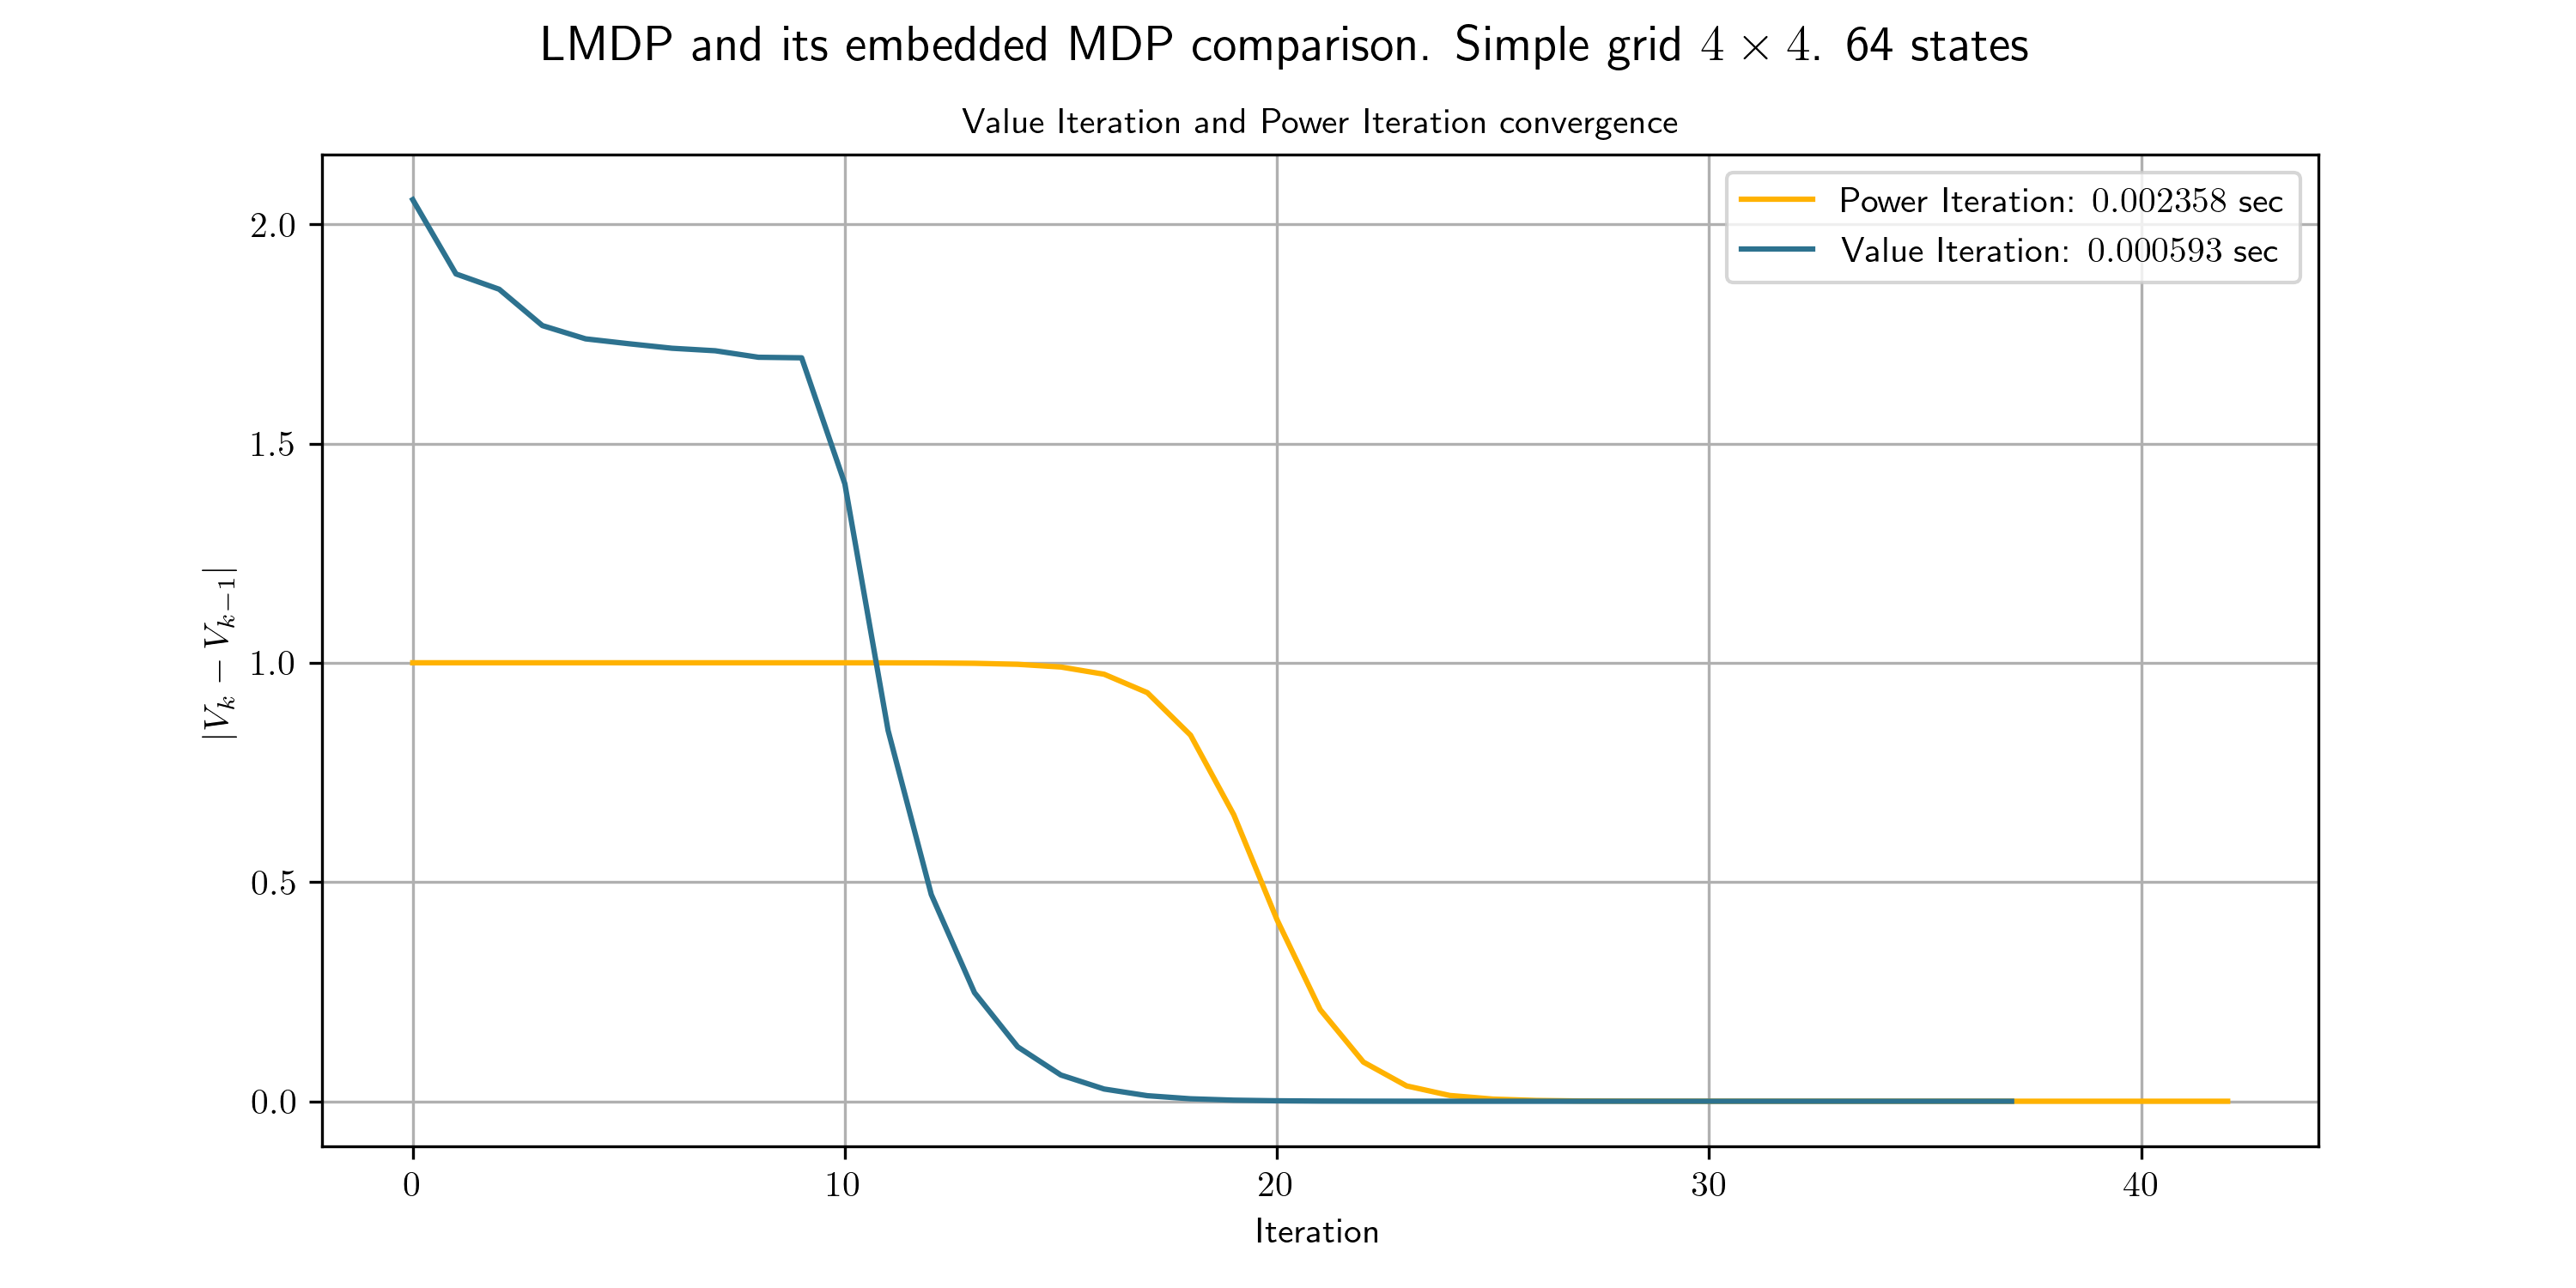 LMDP and its embedded MDP comparison. Simple grid 4 × 4. 64 states
Value Iteration and Power Iteration convergence
Power Iteration: 0.002358 sec
Value Iteration: 0.000593 sec
2.0
1.5
1.0
0.5
0.0
|V_k − V_{k−1}|
0 10 20 30 40
Iteration